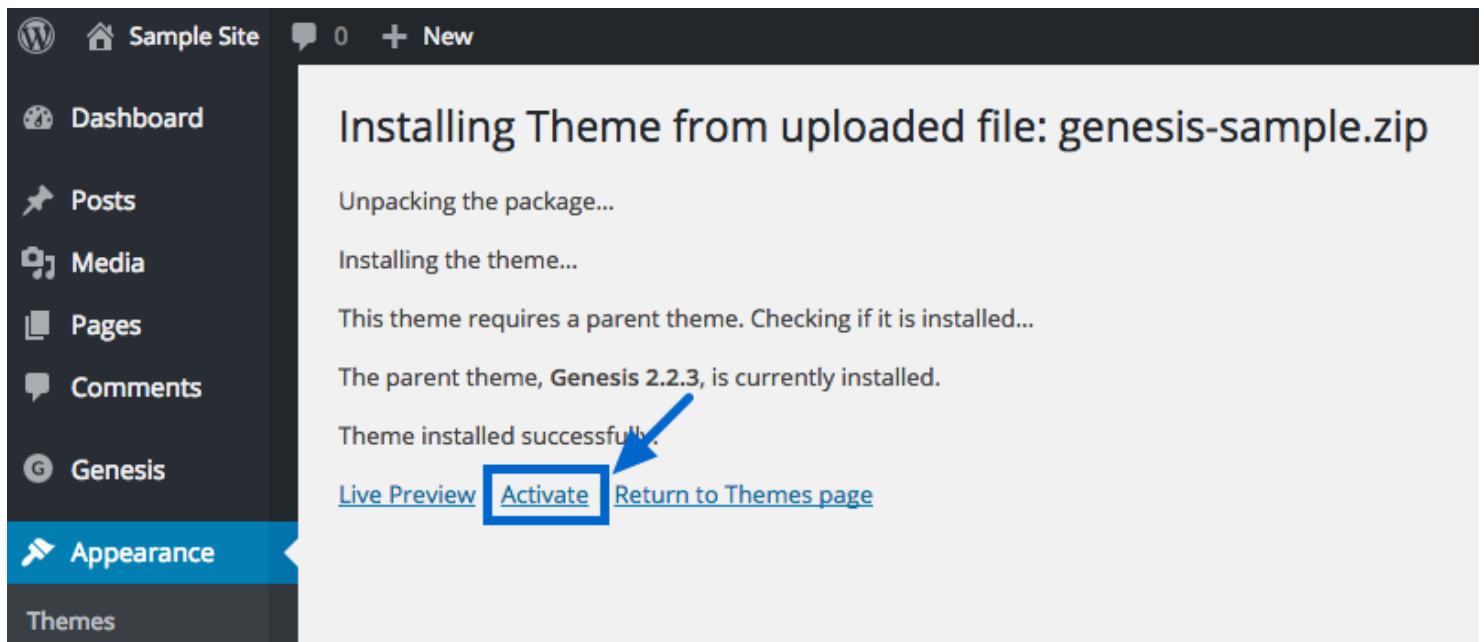 Sample Site 0 New
Dashboard
Installing Theme from uploaded file: genesis-sample.zip
Posts
Unpacking the package...
Media
Installing the theme...
Pages
This theme requires a parent theme. Checking if it is installed...
Comments
The parent theme, Genesis 2.2.3, is currently installed.
Theme installed successfully.
Genesis
Live Preview Activate Return to Themes page
Appearance
Themes